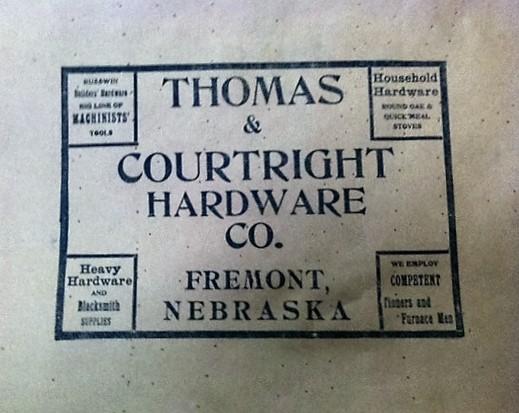 RUSSWIN
Builders' Hardware
BIG LINE OF
MACHINISTS'
TOOLS
Household
Hardware
ROUND OAK &
QUICK MEAL
STOVES
THOMAS
&
COURTRIGHT
HARDWARE
CO.
FREMONT,
NEBRASKA
Heavy
Hardware
AND
Blacksmith
SUPPLIES
WE EMPLOY
COMPETENT
Tinners and
Furnace Men